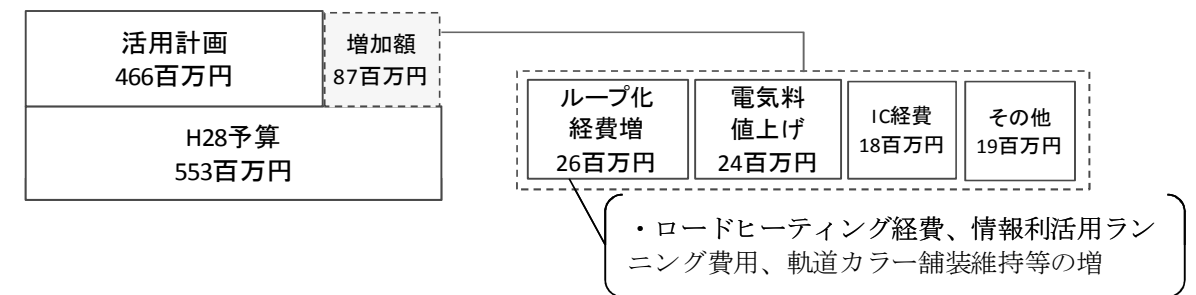 活用計画
466百万円
増加額
87百万円
H28予算
553百万円
ループ化
経費増
26百万円
電気料
値上げ
24百万円
IC経費
18百万円
その他
19百万円
・ロードヒーティング経費、情報利活用ラン
ニング費用、軌道カラー舗装維持等の増